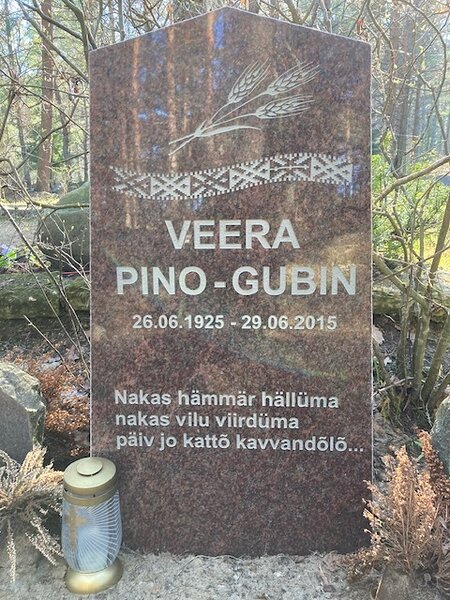 VEERA
PINO - GUBIN
26.06.1925 - 29.06.2015
Nakas hämmär hällüma
nakas vilu viirdüma
päiv jo kattõ kavvandõlõ...